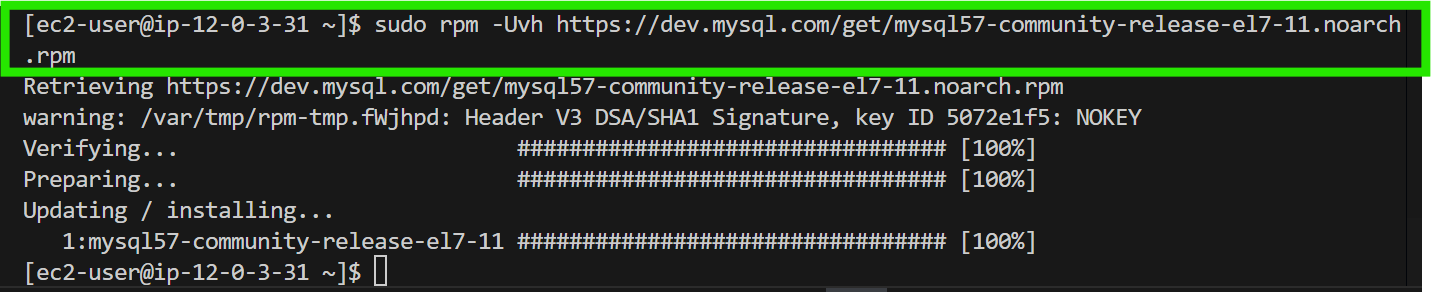 [ec2-user@ip-12-0-3-31 ~]$ sudo rpm -Uvh https://dev.mysql.com/get/mysql57-community-release-el7-11.noarch
.rpm
Retrieving https://dev.mysql.com/get/mysql57-community-release-el7-11.noarch.rpm
warning: /var/tmp/rpm-tmp.fWjhpd: Header V3 DSA/SHA1 Signature, key ID 5072e1f5: NOKEY
Verifying...                          ################################# [100%]
Preparing...                          ################################# [100%]
Updating / installing...
   1:mysql57-community-release-el7-11 ################################# [100%]
[ec2-user@ip-12-0-3-31 ~]$